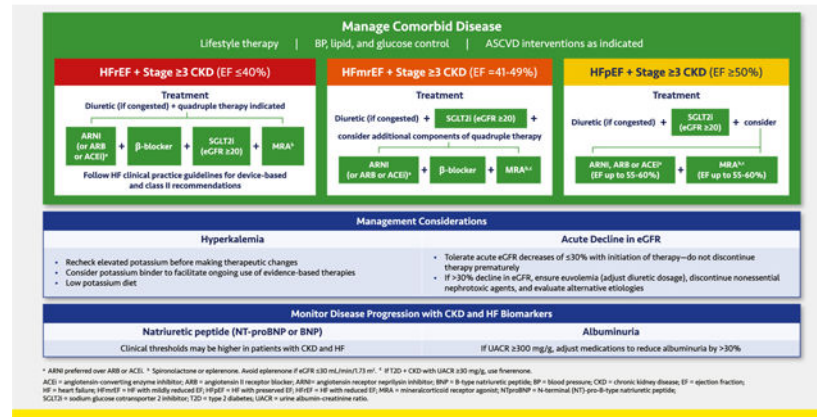 Manage Comorbid Disease
Lifestyle therapy | BP, lipid, and glucose control | ASCVD interventions as indicated
HFrEF + Stage ≥3 CKD (EF ≤40%)
Treatment
Diuretic (if congested) + quadruple therapy indicated
ARNI
(or ARB
or ACEi)ᵃ
+
β-blocker
+
SGLT2i
(eGFR ≥20)
+
MRAᵇ
Follow HF clinical practice guidelines for device-based
and class II recommendations
HFmrEF + Stage ≥3 CKD (EF =41-49%)
Treatment
Diuretic (if congested) + SGLT2i (eGFR ≥20) +
consider additional components of quadruple therapy
ARNI
(or ARB or ACEi)ᵃ
+
β-blocker
+
MRAᵇ,ᶜ
HFpEF + Stage ≥3 CKD (EF ≥50%)
Treatment
Diuretic (if congested) + SGLT2i
(eGFR ≥20)
+ consider
ARNI, ARB or ACEiᵃ
(EF up to 55-60%)
+
MRAᵇ,ᶜ
(EF up to 55-60%)
Management Considerations
Hyperkalemia
• Recheck elevated potassium before making therapeutic changes
• Consider potassium binder to facilitate ongoing use of evidence-based therapies
• Low potassium diet
Acute Decline in eGFR
• Tolerate acute eGFR decreases of ≤30% with initiation of therapy—do not discontinue
therapy prematurely
• If >30% decline in eGFR, ensure euvolemia (adjust diuretic dosage), discontinue nonessential
nephrotoxic agents, and evaluate alternative etiologies
Monitor Disease Progression with CKD and HF Biomarkers
Natriuretic peptide (NT-proBNP or BNP)
Clinical thresholds may be higher in patients with CKD and HF
Albuminuria
If UACR ≥300 mg/g, adjust medications to reduce albuminuria by >30%
ᵃ ARNI preferred over ARB or ACEi. ᵇ Spironolactone or eplerenone. Avoid eplerenone if eGFR ≤30 mL/min/1.73 m². ᶜ If T2D + CKD with UACR ≥30 mg/g, use finerenone.
ACEi = angiotensin-converting enzyme inhibitor; ARB = angiotensin II receptor blocker; ARNI= angiotensin receptor neprilysin inhibitor; BNP = B-type natriuretic peptide; BP = blood pressure; CKD = chronic kidney disease; EF = ejection fraction;
HF = heart failure; HFmrEF = HF with mildly reduced EF; HFpEF = HF with preserved EF; HFrEF = HF with reduced EF; MRA = mineralcorticoid receptor agonist; NTproBNP = N-terminal (NT)-pro-B-type natriuretic peptide;
SGLT2i = sodium glucose cotransporter 2 inhibitor; T2D = type 2 diabetes; UACR = urine albumin-creatinine ratio.